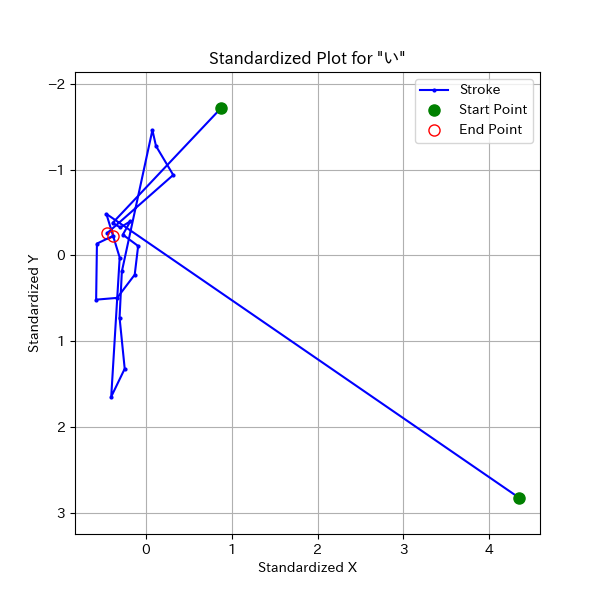 Standardized Plot for "い"
Stroke
Start Point
End Point
−2
−1
0
1
2
3
Standardized Y
0 1 2 3 4
Standardized X